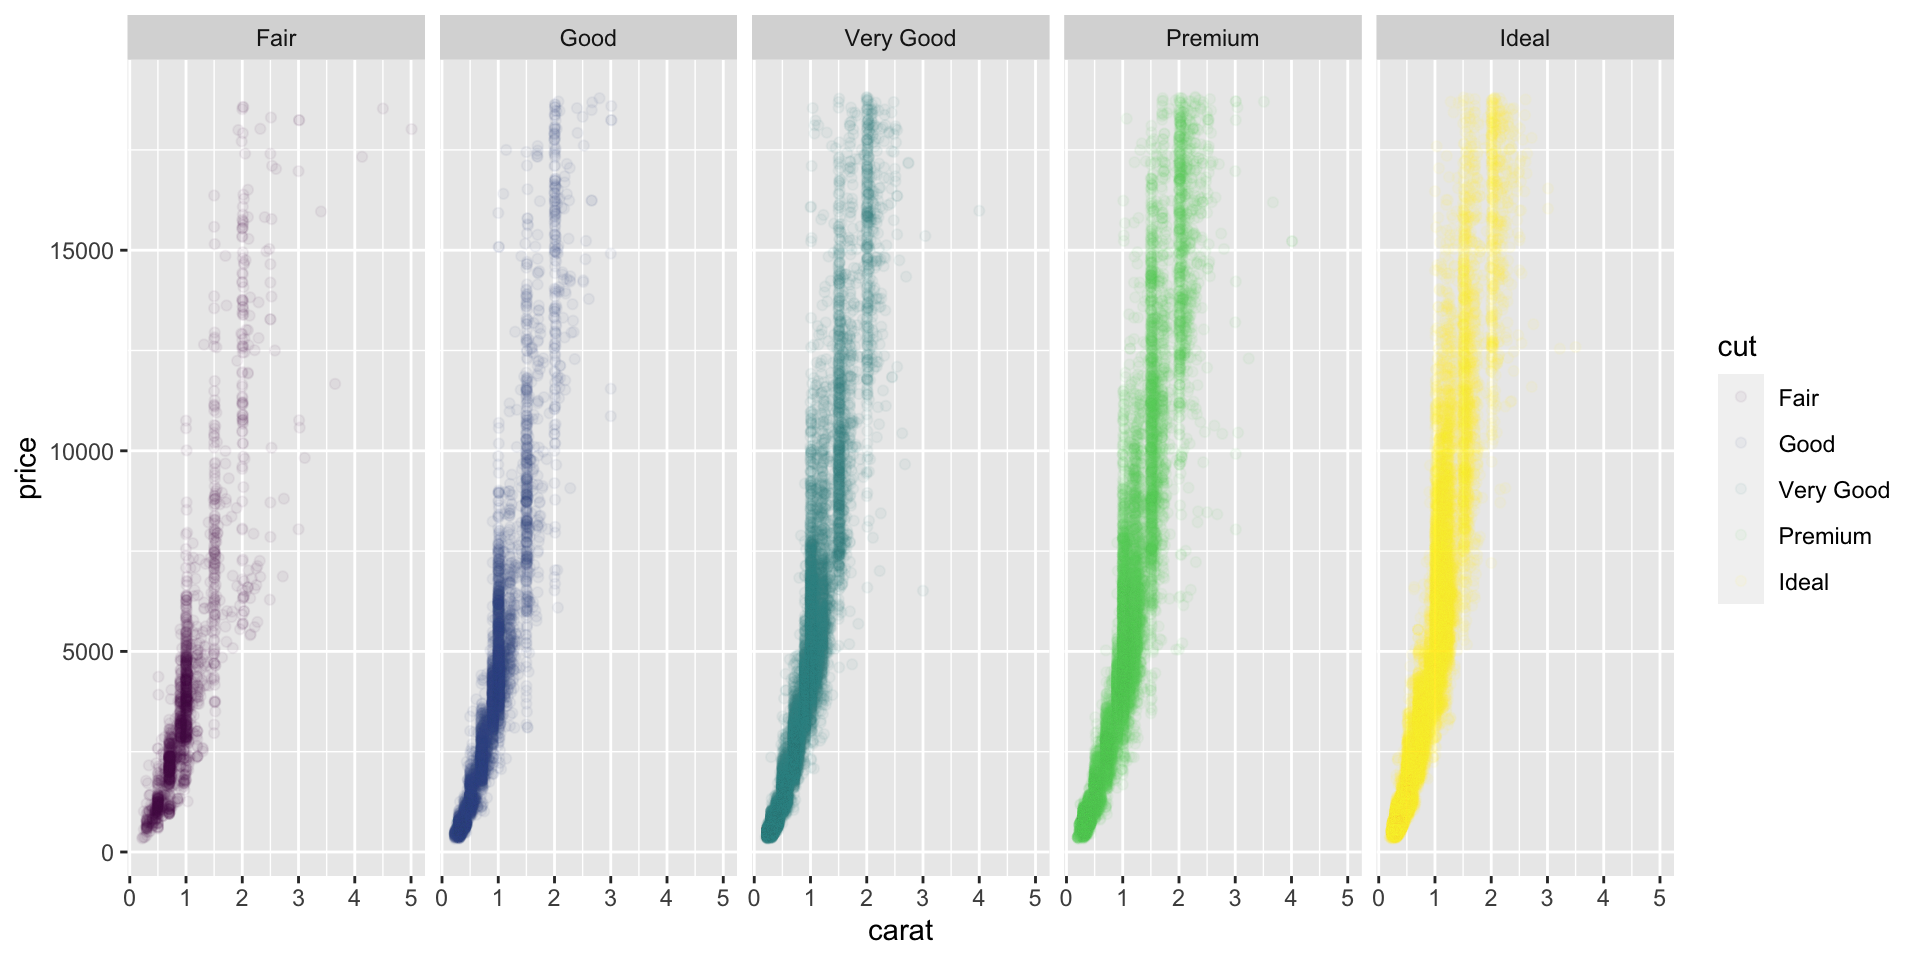 Fair Good Very Good Premium Ideal
15000
10000
5000
0
price
0 1 2 3 4 5 0 1 2 3 4 5 0 1 2 3 4 5 0 1 2 3 4 5 0 1 2 3 4 5
carat
cut
Fair
Good
Very Good
Premium
Ideal